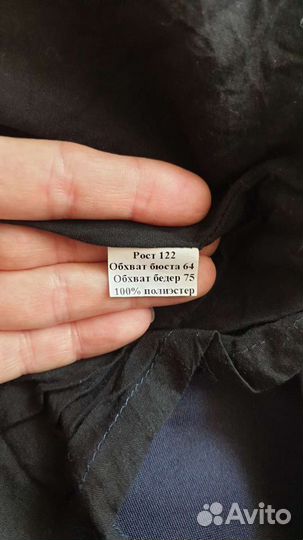 Рост 122
Обхват бюста 64
Обхват бедер 75
100% полиэстер
Avito